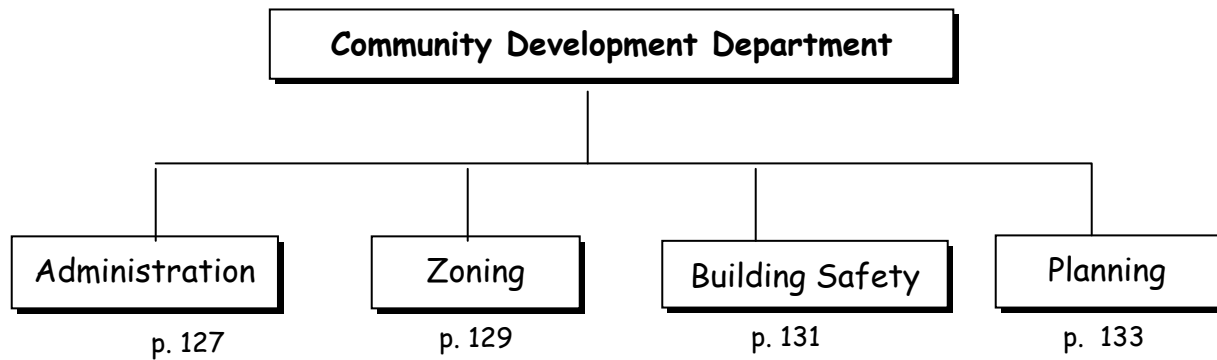 Community Development Department
Administration
Zoning
Building Safety
Planning
p. 127
p. 129
p. 131
p. 133